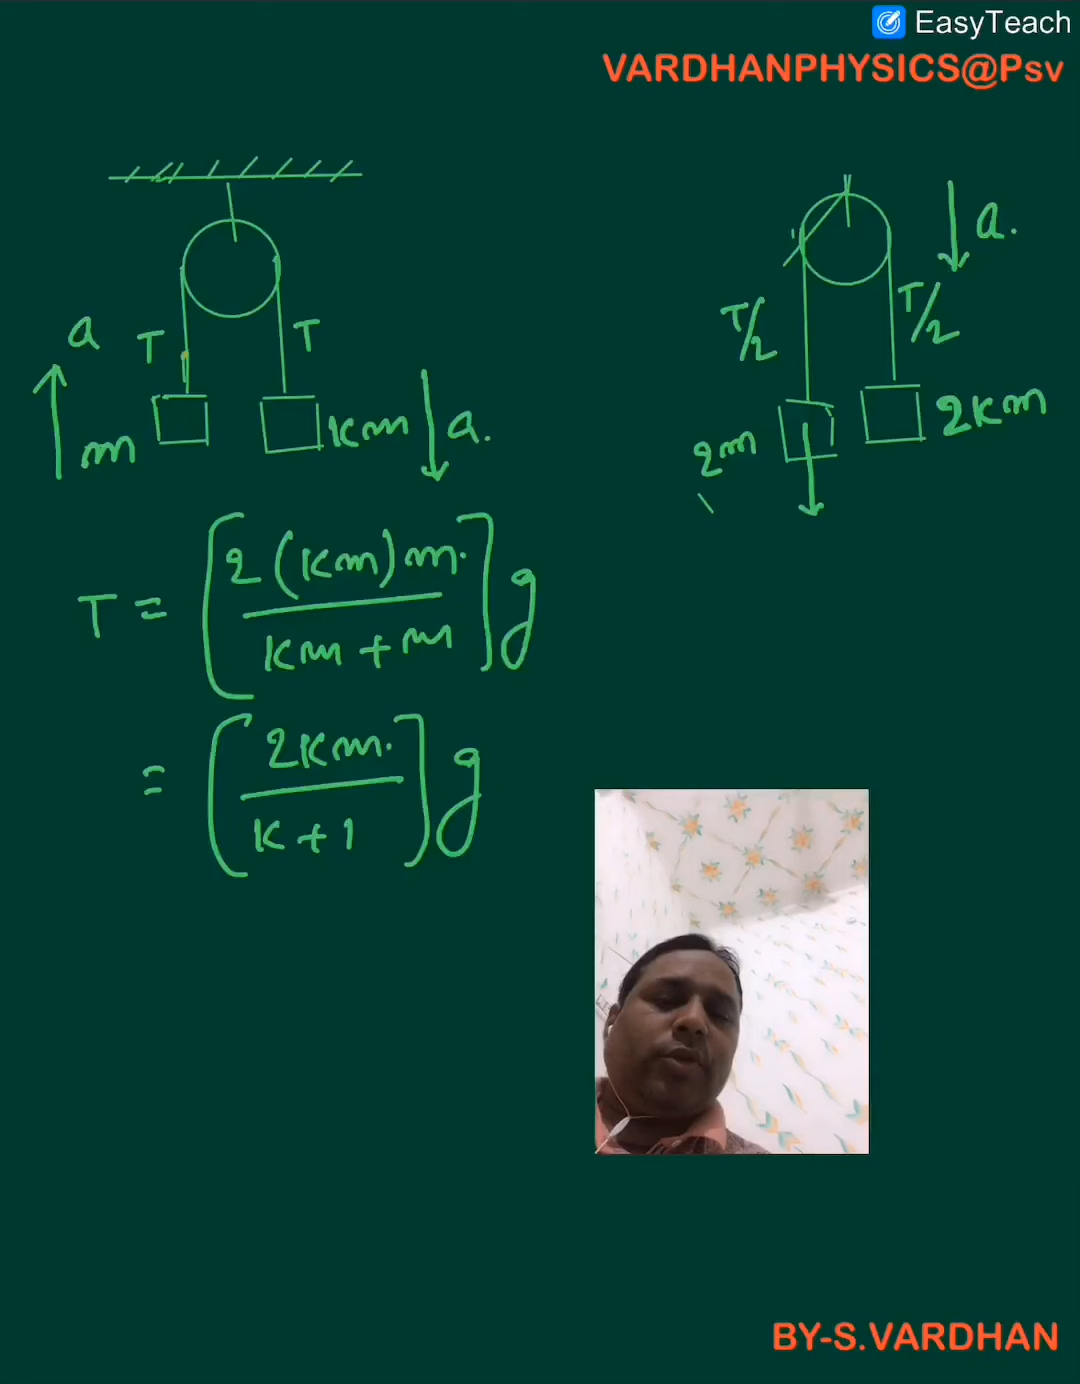 EasyTeach
VARDHANPHYSICS@Psv
a
T
T
m
km
a.
a.
T/2
T/2
2m
2km
T = [2(km)m. / km + m] g
= [2km. / k + 1] g
BY-S.VARDHAN